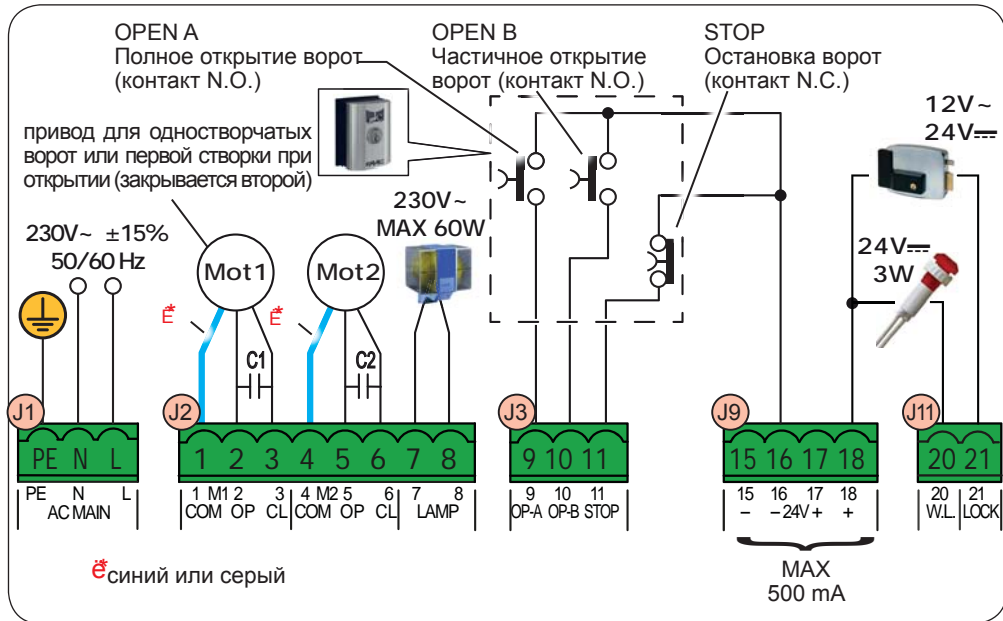 OPEN A
Полное открытие ворот
(контакт N.O.)
OPEN B
Частичное открытие
ворот (контакт N.O.)
STOP
Остановка ворот
(контакт N.C.)
привод для одностворчатых
ворот или первой створки при
открытии (закрывается второй)
12V~
24V⎓
230V~ ±15%
50/60 Hz
230V~
MAX 60W
24V⎓
3W
Mot1
Mot2
Ё*
Ё*
C1
C2
J1
J2
J3
J9
J11
PE N L
1 2 3 4 5 6 7 8
9 10 11
15 16 17 18
20 21
PE N L
AC MAIN
1 M1 2 3 4 M2 5 6 7 8
COM OP CL COM OP CL LAMP
9 10 11
OP-A OP-B STOP
15 16 17 18
– –24V+ +
20 21
W.L. LOCK
MAX
500 mA
ё*синий или серый